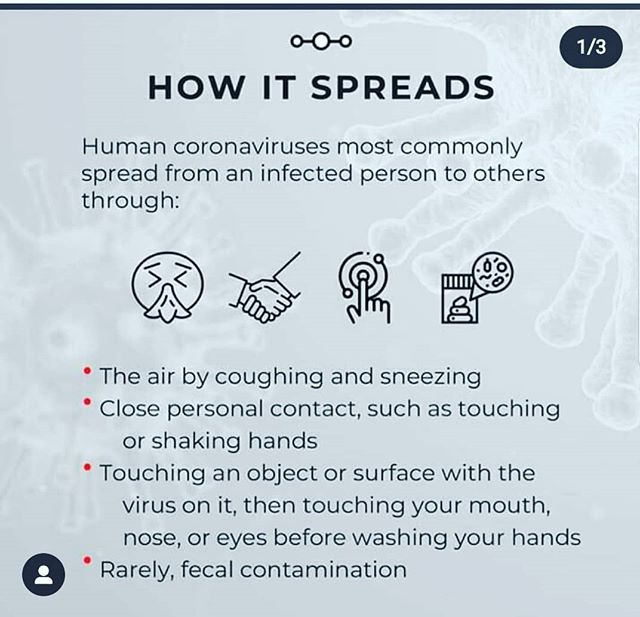 1/3
HOW IT SPREADS
Human coronaviruses most commonly
spread from an infected person to others
through:
• The air by coughing and sneezing
• Close personal contact, such as touching
or shaking hands
• Touching an object or surface with the
virus on it, then touching your mouth,
nose, or eyes before washing your hands
• Rarely, fecal contamination